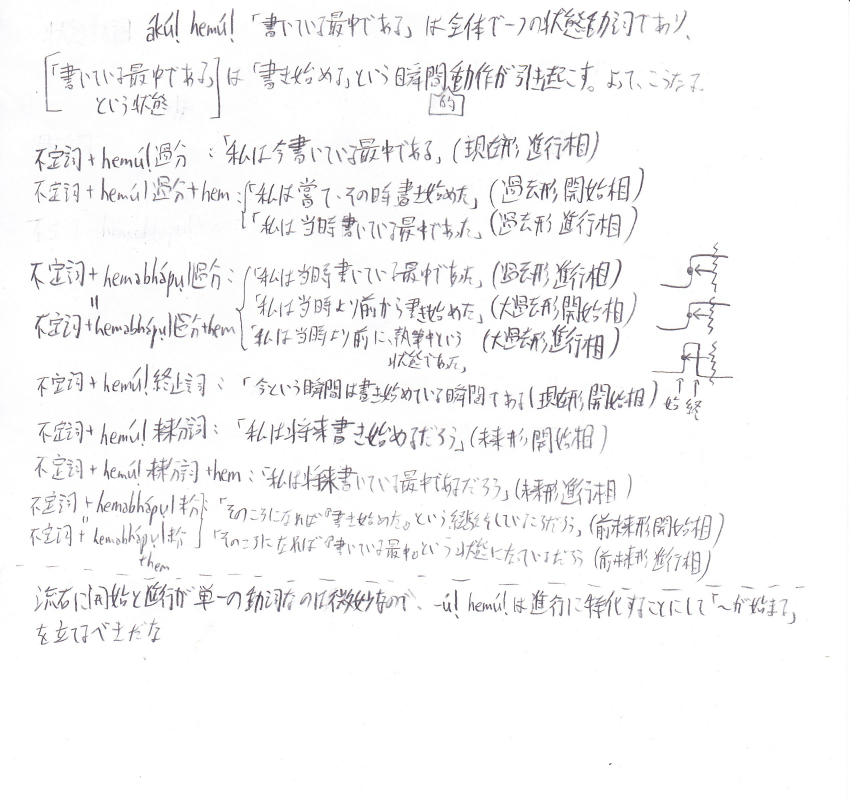 ákú! hemú! 「書いている最中である」は全体で一つの状態動詞であり、
「書いている最中である」という状態 は「書き始める」という瞬間[的]動作が引き起こす。よって、こうなる。
不定詞 + hemú! 過分 : 「私は今書いている最中である」(現在形進行相)
不定詞 + hemú! 過分 + hem : 「私は嘗て、その時書き始めた」(過去形開始相)
「私は当時書いている最中であった」(過去形進行相)
不定詞 + hemabhápu! 過分 : 「私は当時書いている最中であった」(過去形進行相)
=
「私は当時より前から書き始めた」(大過去形開始相)
不定詞 + hemabhápu! 過分 + hem
「私は当時より前に、執筆中という状態であった」(大過去形進行相)
始 終
不定詞 + hemú! 終止詞 : 「今という瞬間は書き始めている瞬間である」(現在形開始相)
不定詞 + hemú! 未来分詞 : 「私は将来書き始めるだろう」(未来形開始相)
不定詞 + hemú! 未来分詞 + hem : 「私は将来書いている最中であるだろう」(未来形進行相)
不定詞 + hemabhápu! 未分 : 「そのころになれば『書き始めた』という経験をしているだろう」(前未来形開始相)
=
不定詞 + hemabhápu! 未分 + hem 「そのころになれば『書いている最中』という状態になっているだろう」(前未来形進行相)
流石に開始と進行が単一の動詞なのは微妙なので、-ú! hemú! は進行に特化することにして「~が始まる」
を立てるべきだな